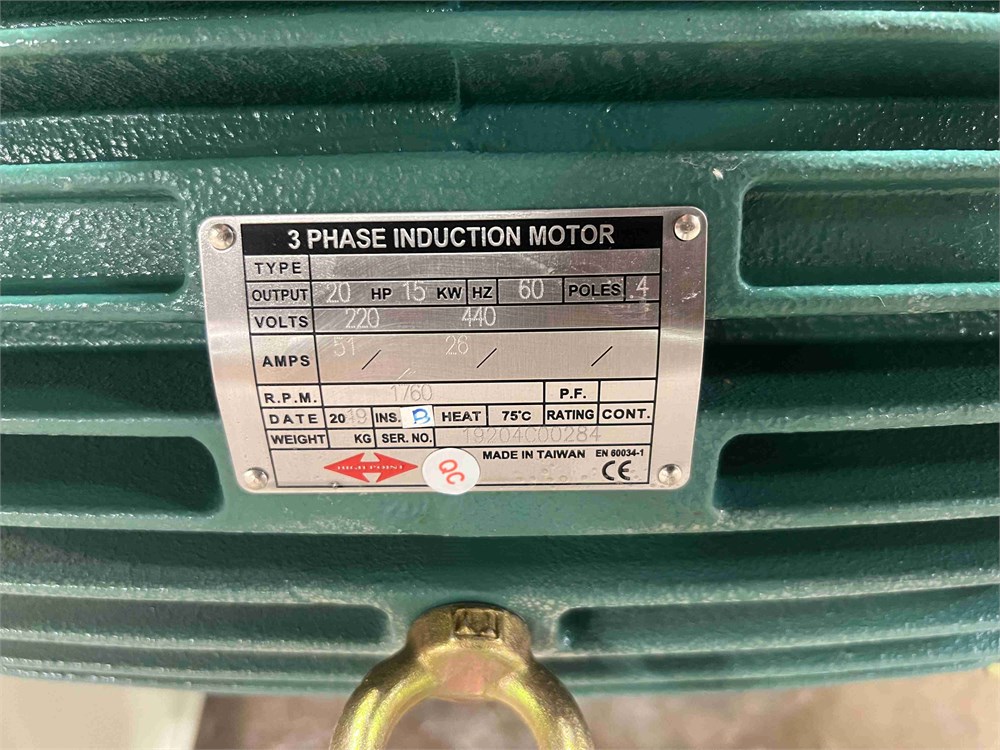 3 PHASE INDUCTION MOTOR
TYPE
OUTPUT 20 HP 15 KW HZ 60 POLES 4
VOLTS 220 440
AMPS 51 / 26 / /
R.P.M. 1760 P.F.
DATE 2019 INS. B HEAT 75°C RATING CONT.
WEIGHT KG SER. NO. 19204C00284
MADE IN TAIWAN EN 60034-1
QC CE